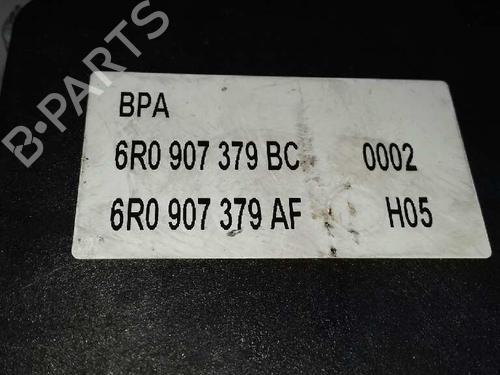 BPA
6R0 907 379 BC 0002
6R0 907 379 AF H05
B-PARTS